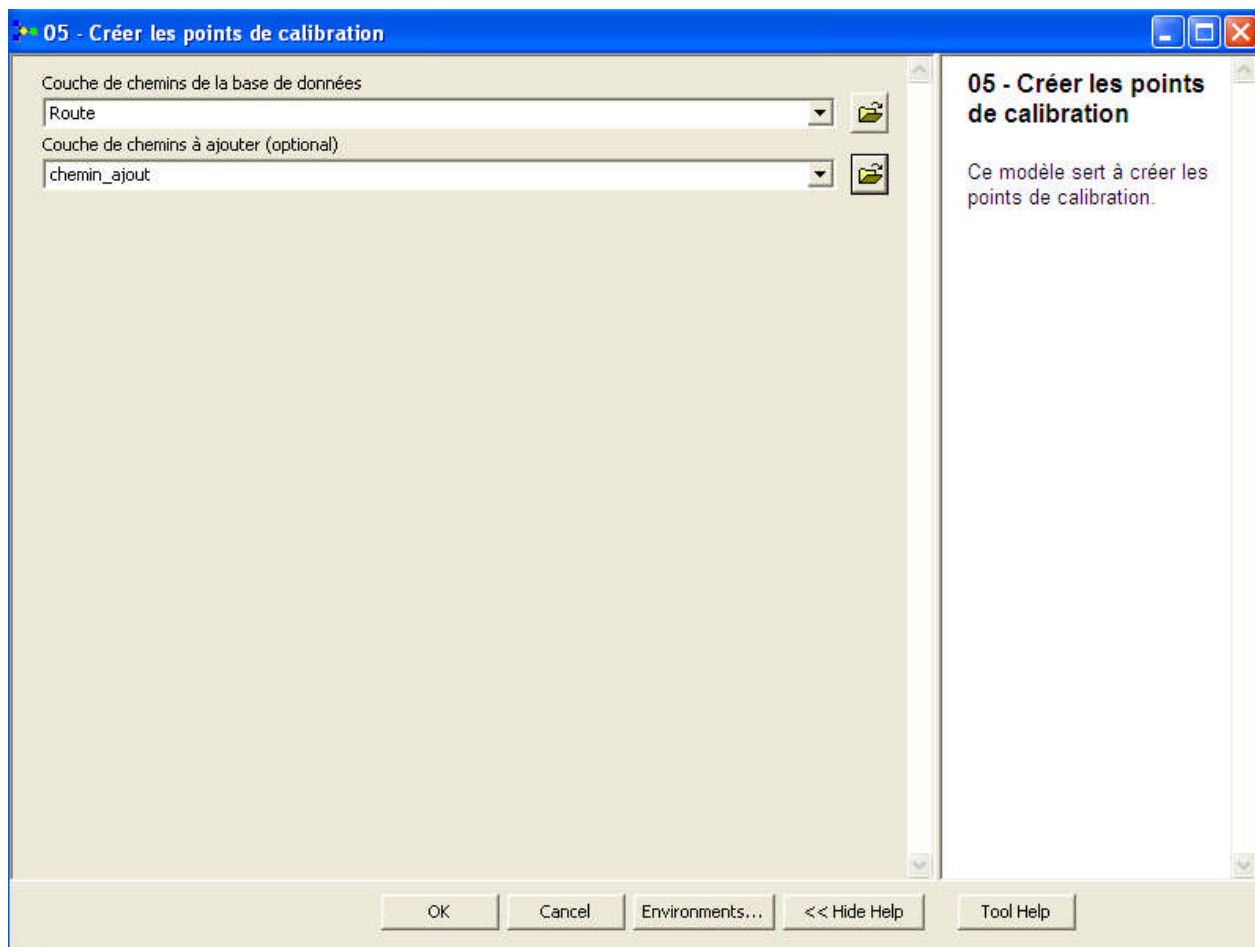 05 - Créer les points de calibration
Couche de chemins de la base de données
Route
Couche de chemins à ajouter (optional)
chemin_ajout
05 - Créer les points
de calibration
Ce modèle sert à créer les
points de calibration.
OK
Cancel
Environments...
<< Hide Help
Tool Help